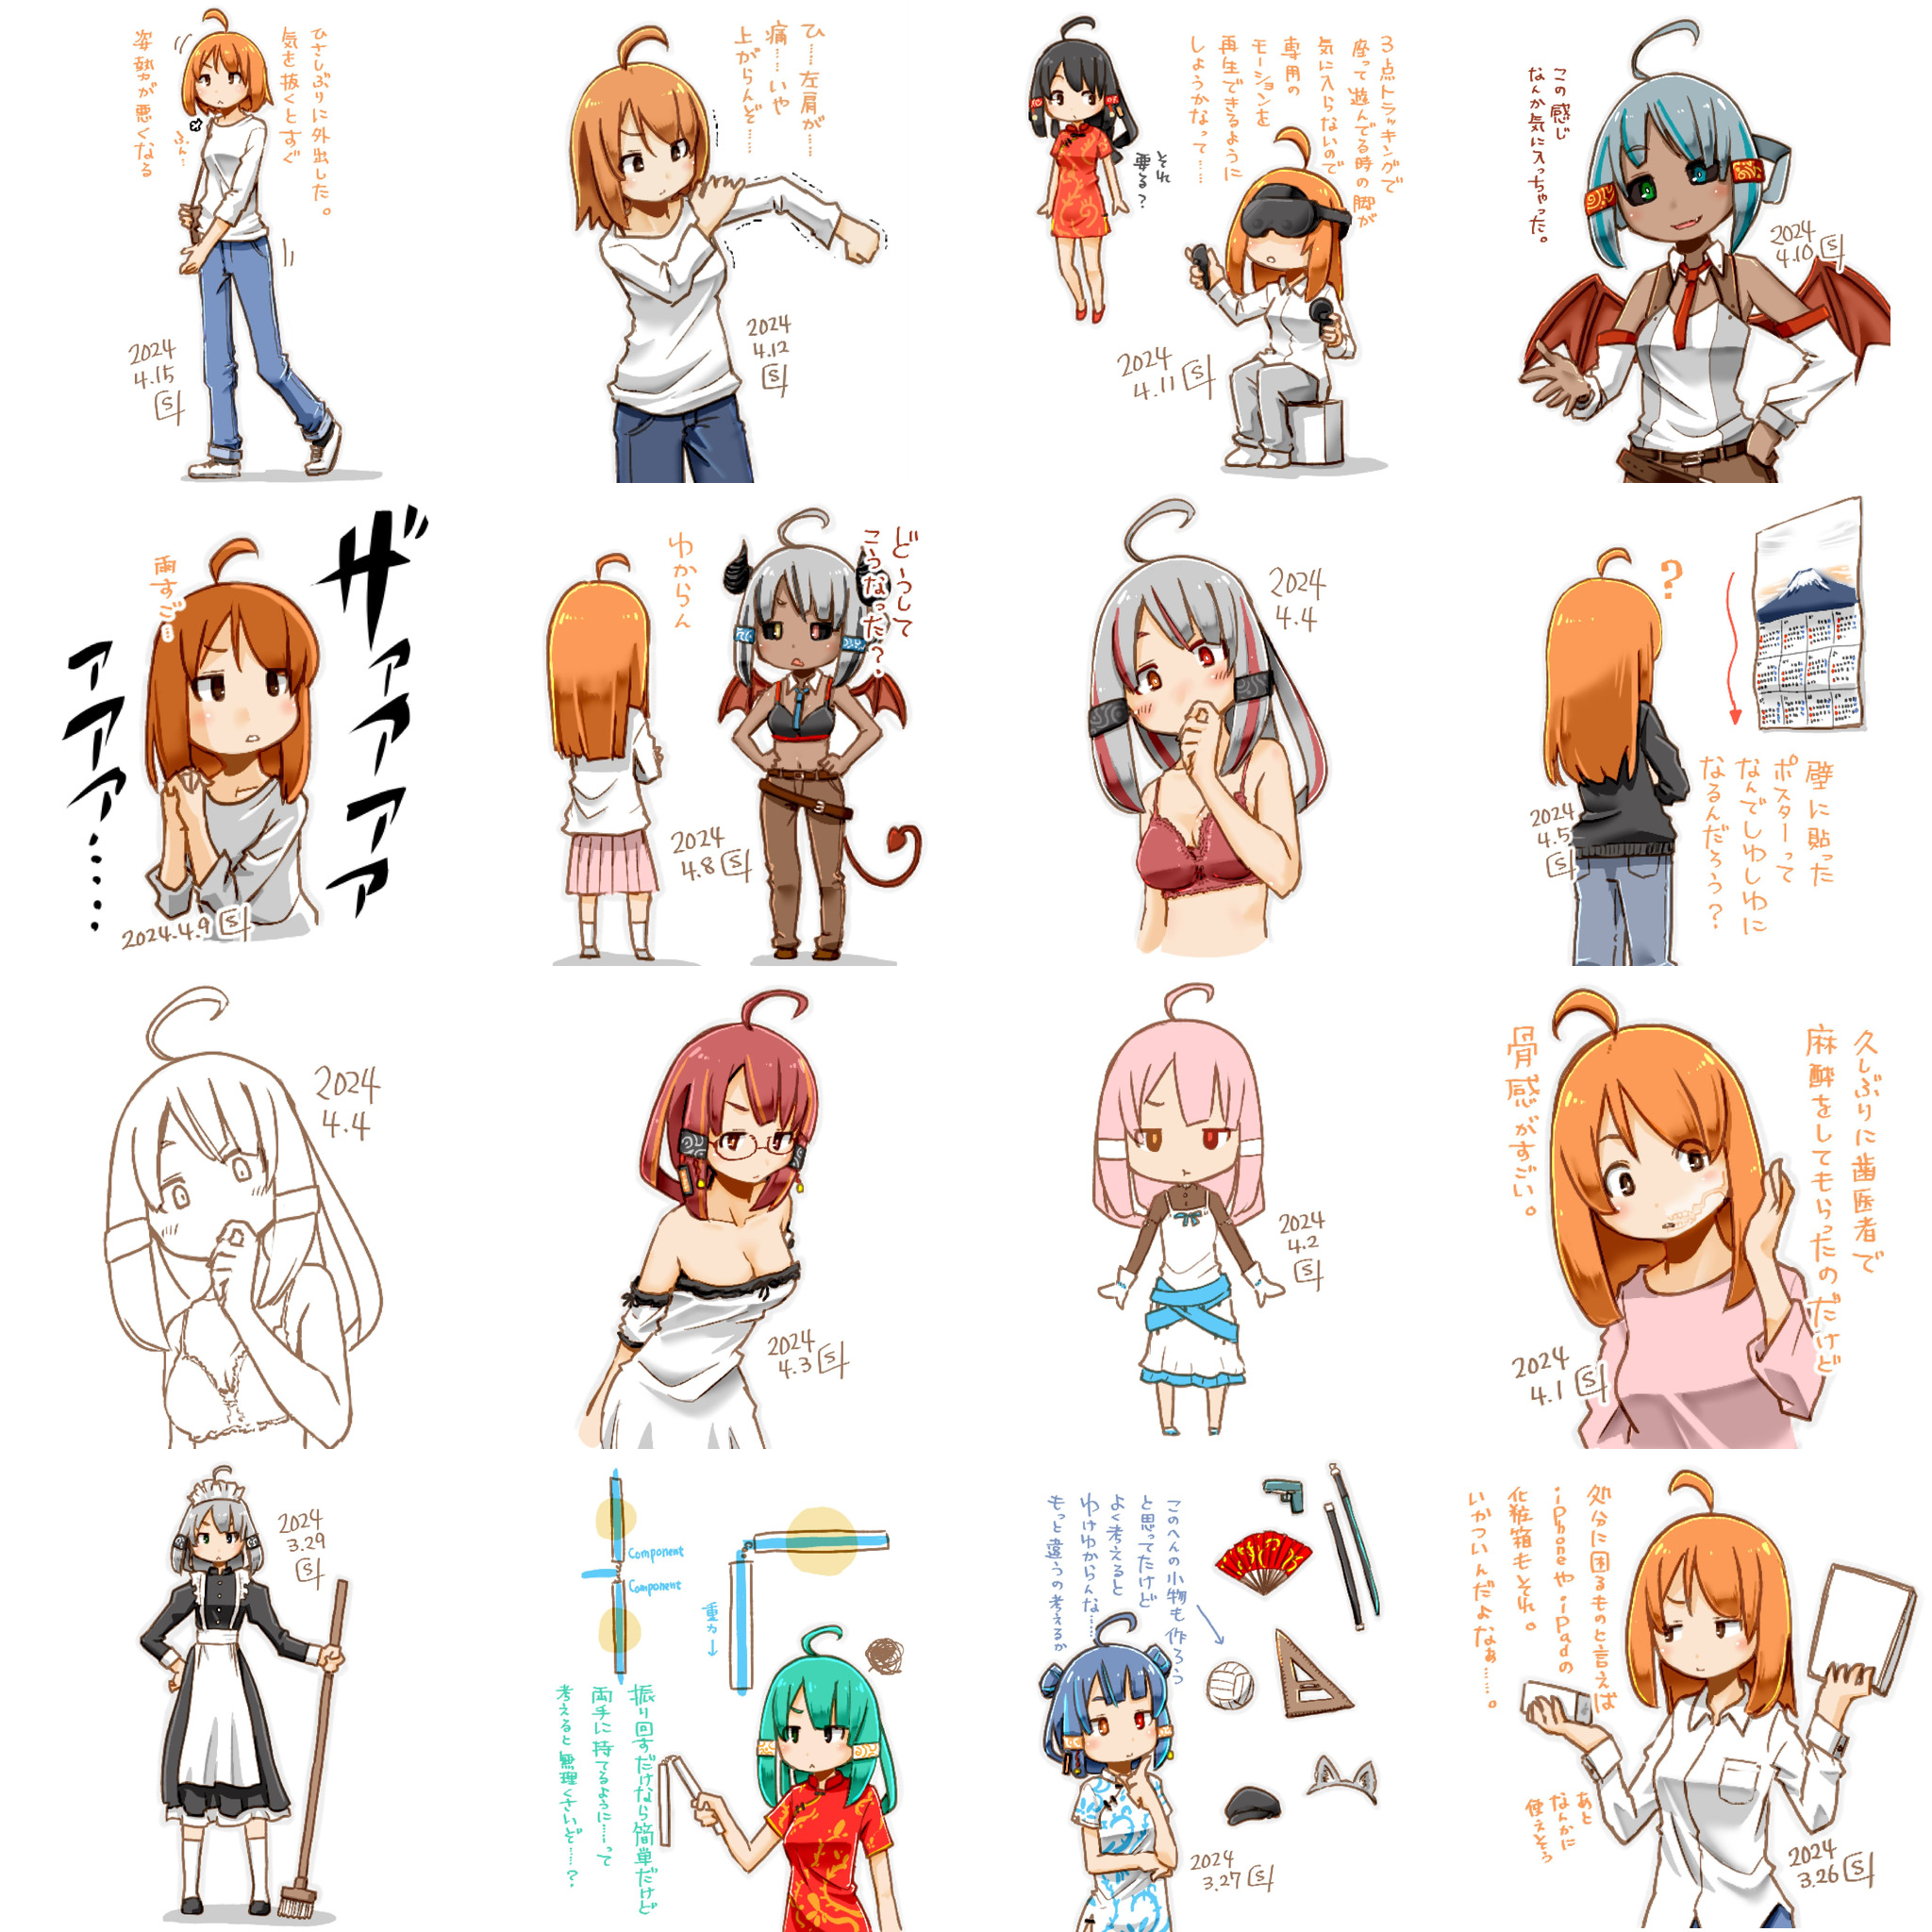 ひさしぶりに外出した。
気を抜くとすぐ
姿勢が悪くなる
ふん…
2024
4.15
S
ひ……左肩が……
痛……いや
上がらんぞ……
2024
4.12
S
3点トラッキングで
座って遊んでる時の脚が
気に入らないので
専用の
モーションを
再生できるように
しようかなって……
それ
要る?
2024
4.11 S
この感じ
なんか気に入っちゃった。
2024
4.10 S
ザァァァァァ
アアア……
雨すご…
2024.4.9 S
どーつして
こうなった?
わからん
2024
4.8 S
2024
4.4
?
壁に貼った
ポスターって
なんでしわしわに
なるんだろう?
2024
4.5
S
2024
4.4
2024
4.3 S
2024
4.2
S
久しぶりに歯医者で
麻酔をしてもらったのだけど
骨感がすごい。
2024
4.1 S
2024
3.29
S
Component
Component
重力↓
振り回すだけなら簡単だけど
両手に持てるように……って
考えると無理くさいぞ……?
このへんの小物も作ろう
と思ってたけど
よく考えると
わけわからんな……
もっと違うの考えるか
2024
3.27 S
処分に困るものと言えば
iPhoneやiPadの
化粧箱もそれ。
いかついんだよなぁ……。
あと
なんかに
使えそう
2024
3.26 S